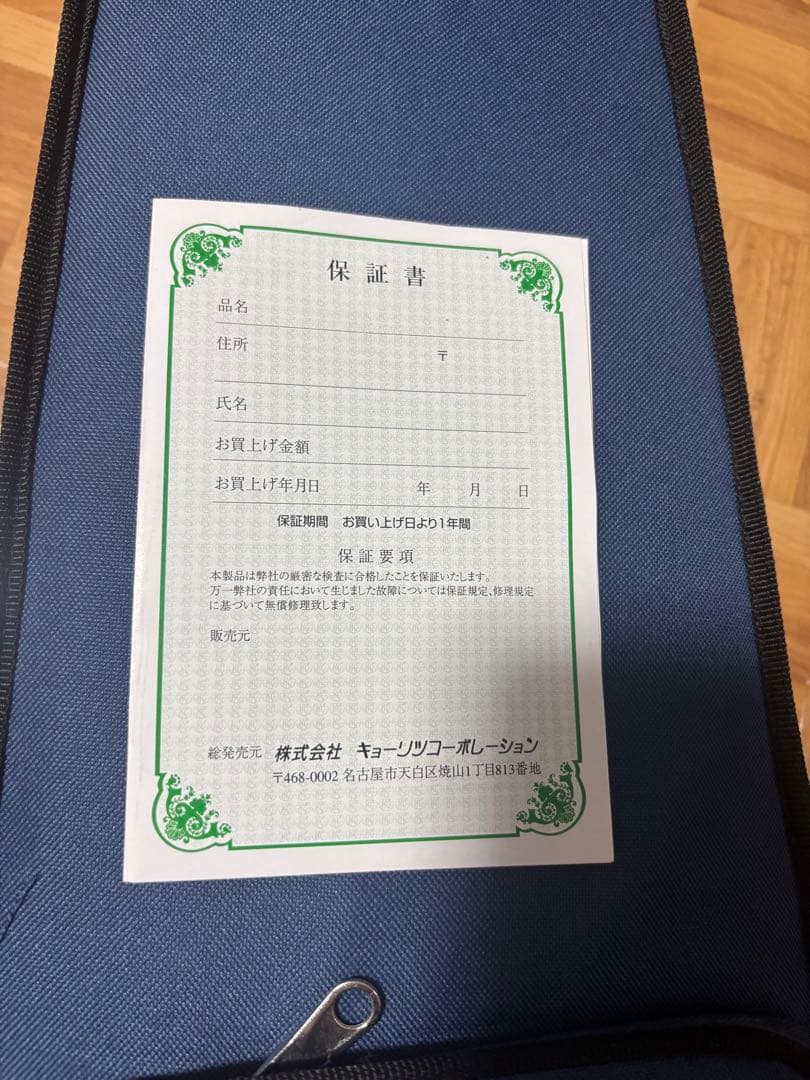 保証書
品名
住所 〒
氏名
お買上げ金額
お買上げ年月日 年 月 日
保証期間 お買い上げ日より1年間
保証要項
本製品は弊社の厳密な検査に合格したことを保証いたします。
万一弊社の責任において生じました故障については保証規定、修理規定
に基づいて無償修理致します。
販売元
総発売元 株式会社 キョーリツコーポレーション
〒468-0002 名古屋市天白区焼山1丁目813番地